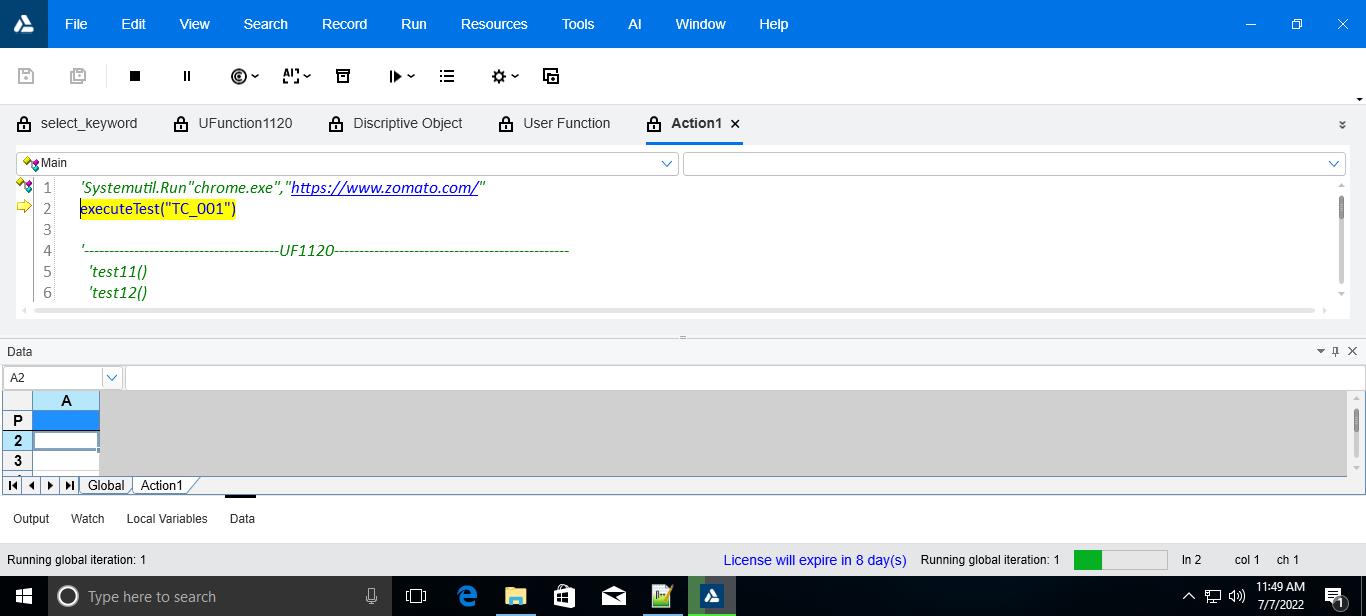 File Edit View Search Record Run Resources Tools AI Window Help
AI
select_keyword UFunction1120 Discriptive Object User Function Action1
Main
1 'Systemutil.Run"chrome.exe","https://www.zomato.com/"
2 executeTest("TC_001")
3
4 '---------------------------------------UF1120-----------------------------------------------
5 'test11()
6 'test12()
Data
A2
A
P
2
3
Global Action1
Output Watch Local Variables Data
Running global iteration: 1 License will expire in 8 day(s) Running global iteration: 1 ln 2 col 1 ch 1
Type here to search 11:49 AM
7/7/2022 1